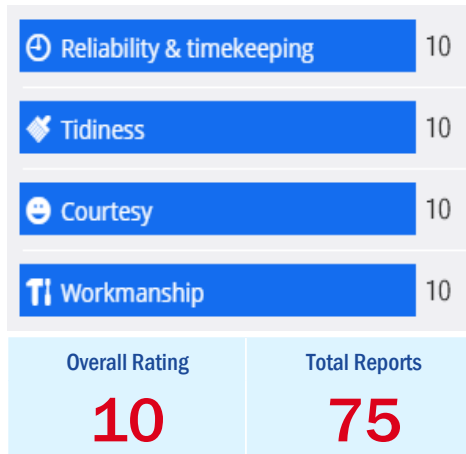 Reliability & timekeeping 10
Tidiness 10
Courtesy 10
Workmanship 10
Overall Rating Total Reports
10 75